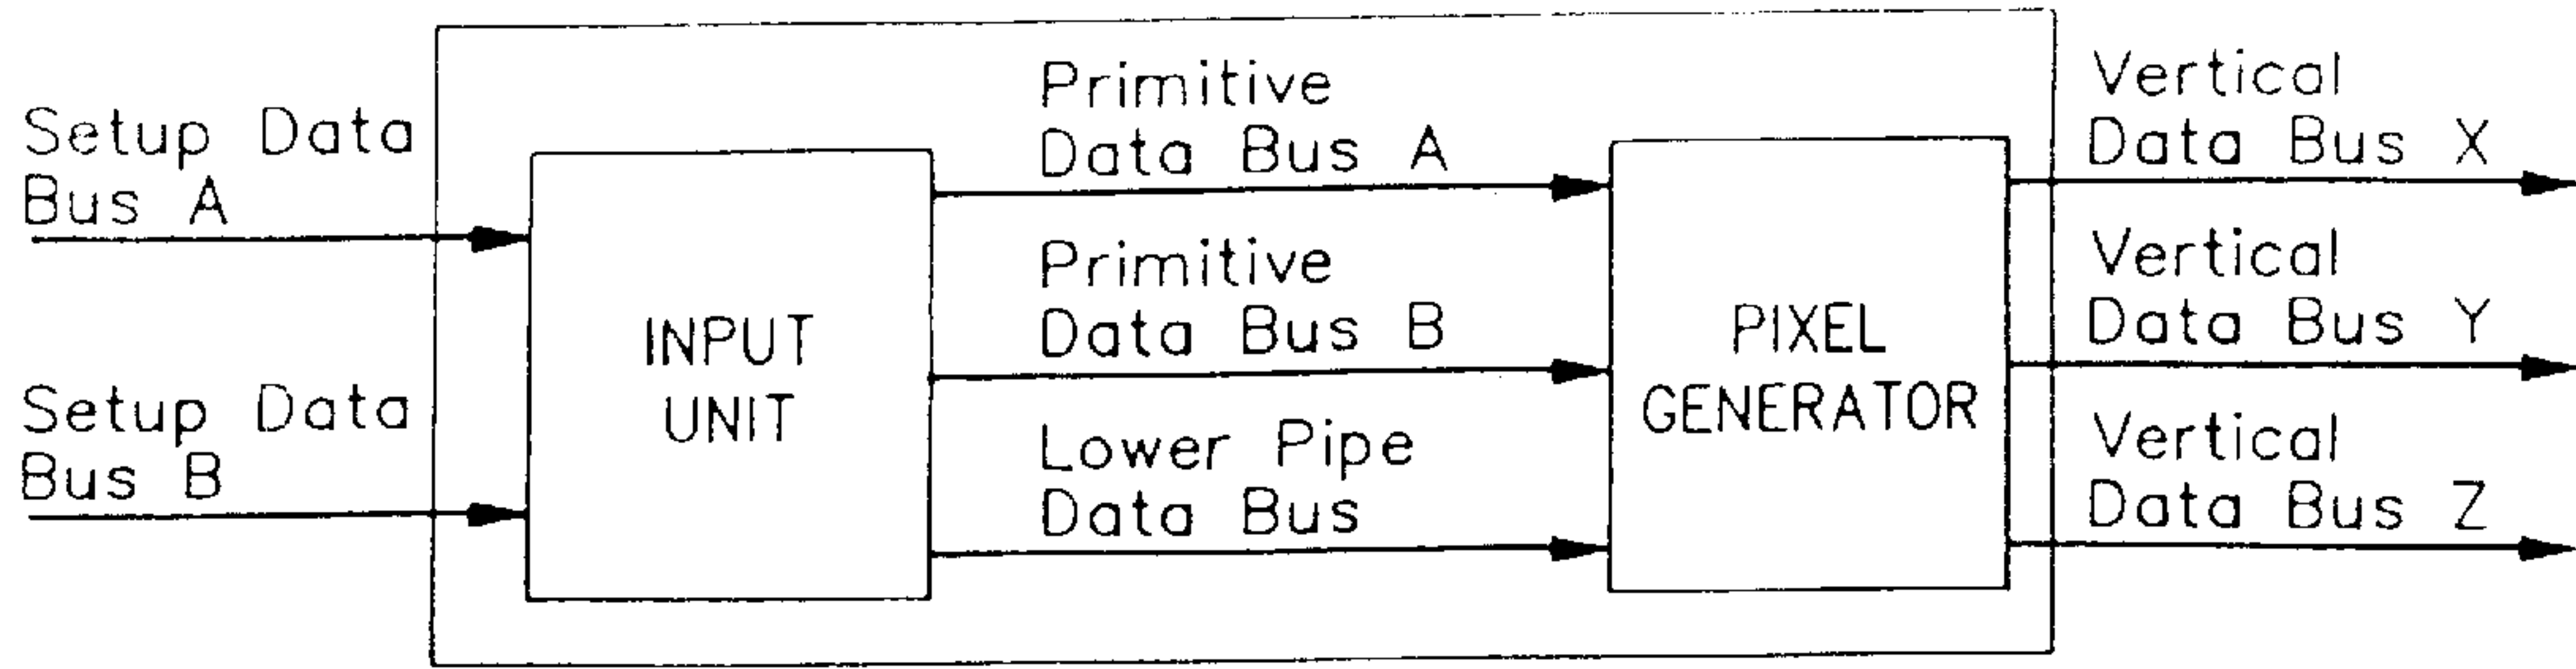 Setup Data
Bus A
Setup Data
Bus B
INPUT
UNIT
Primitive
Data Bus A
Primitive
Data Bus B
Lower Pipe
Data Bus
PIXEL
GENERATOR
Vertical
Data Bus X
Vertical
Data Bus Y
Vertical
Data Bus Z